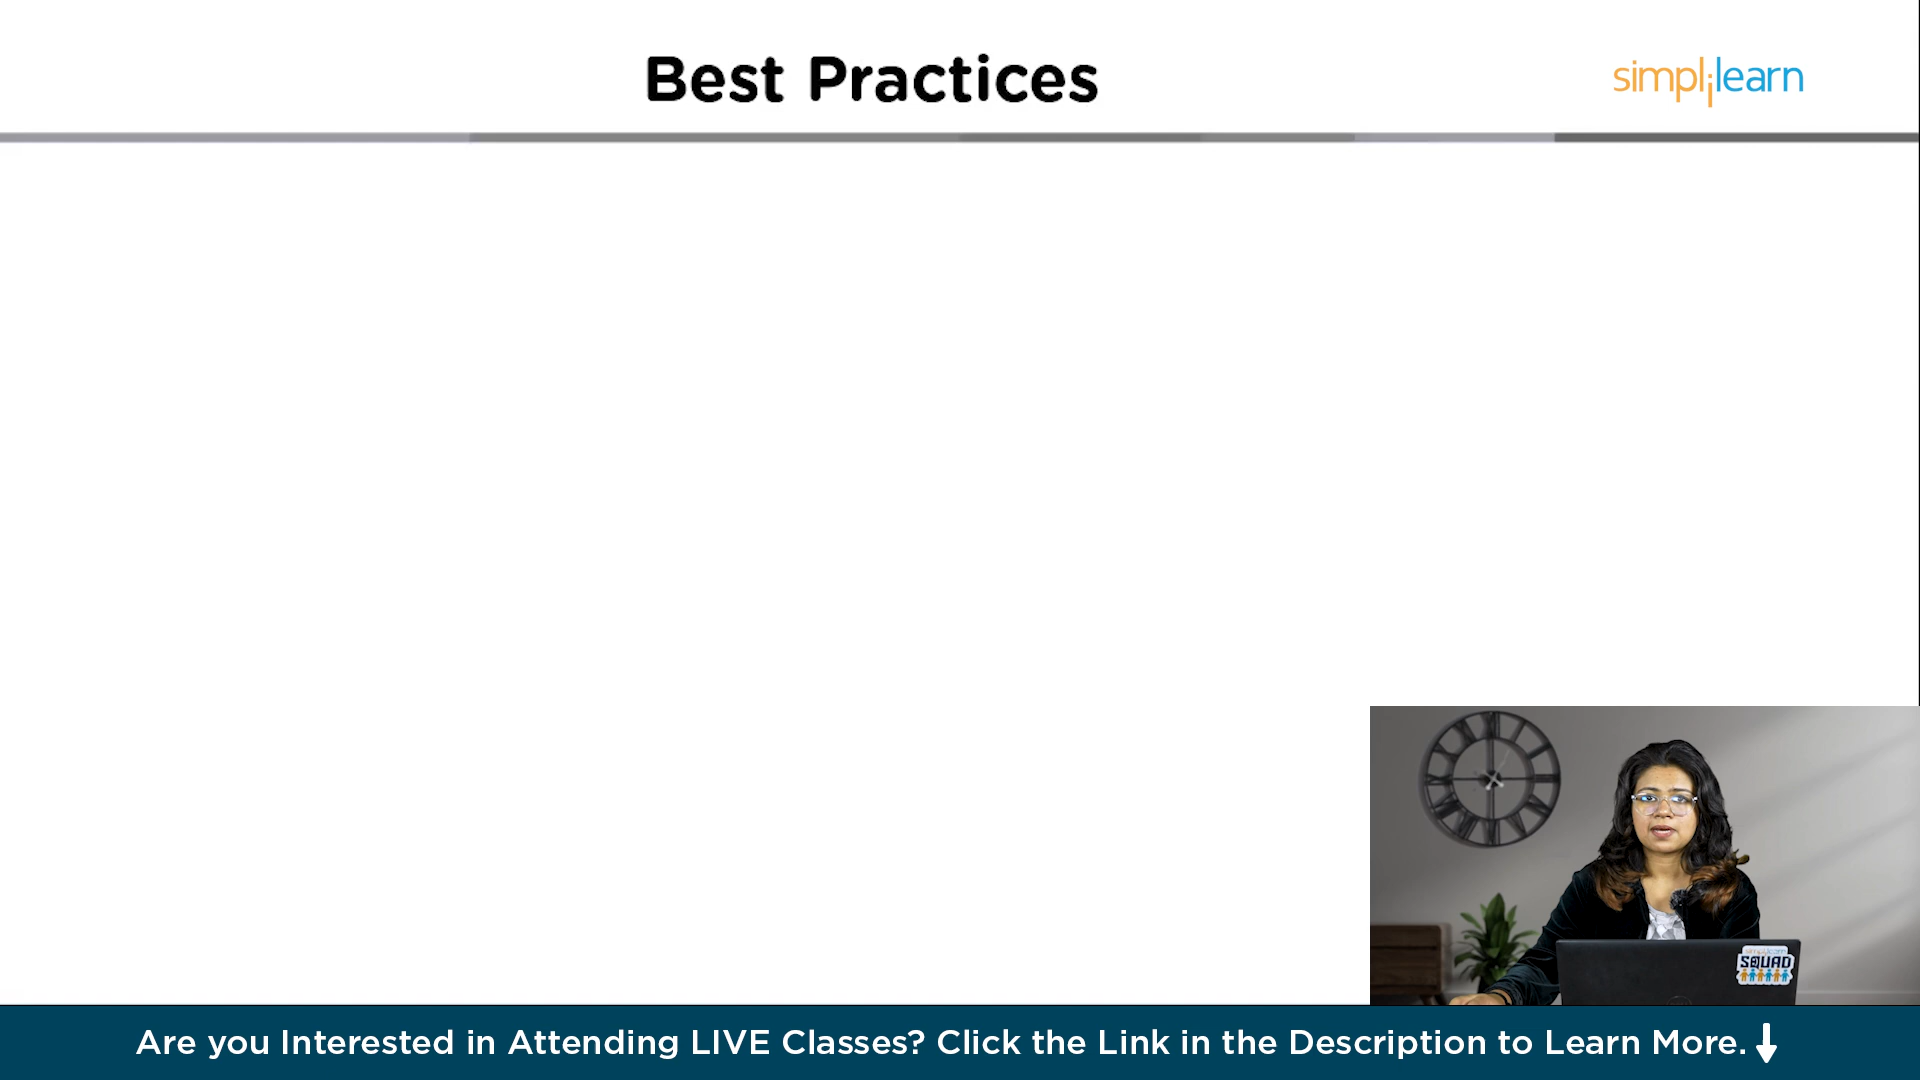 Best Practices
simplilearn
simplilearn
SQUAD
Are you Interested in Attending LIVE Classes? Click the Link in the Description to Learn More.